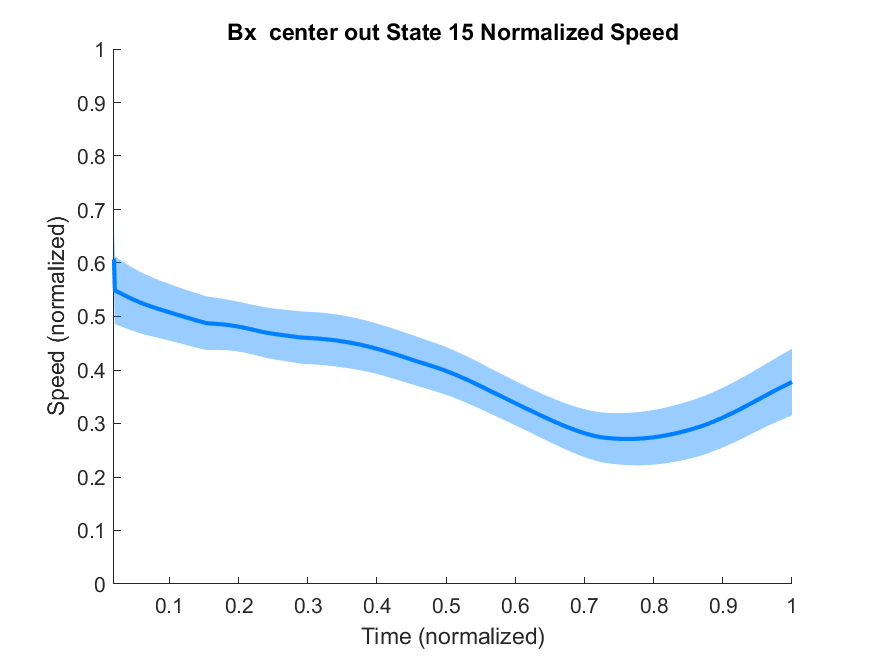 Bx  center out State 15 Normalized Speed
1
0.9
0.8
0.7
0.6
0.5
0.4
0.3
0.2
0.1
0
Speed (normalized)
0.1 0.2 0.3 0.4 0.5 0.6 0.7 0.8 0.9 1
Time (normalized)